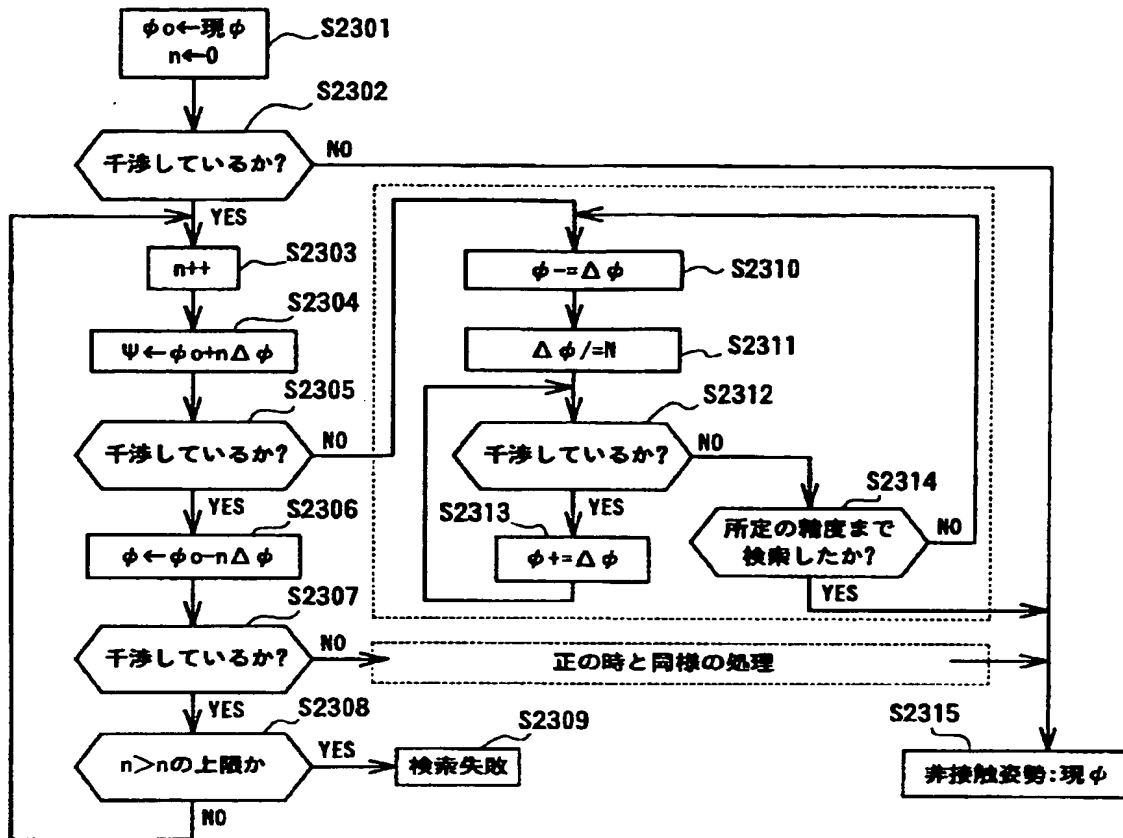 φo←現φ
n←0
S2301
S2302
干渉しているか?
NO
YES
S2303
n++
S2304
Ψ←φo+nΔφ
S2305
干渉しているか?
NO
YES
S2306
φ←φo-nΔφ
S2307
干渉しているか?
NO
YES
S2308
n>nの上限か
YES
NO
S2309
検索失敗
φ-=Δφ
S2310
Δφ/=N
S2311
S2312
干渉しているか?
NO
YES
S2313
φ+=Δφ
S2314
所定の精度まで
検索したか?
NO
YES
正の時と同様の処理
S2315
非接触姿勢:現φ